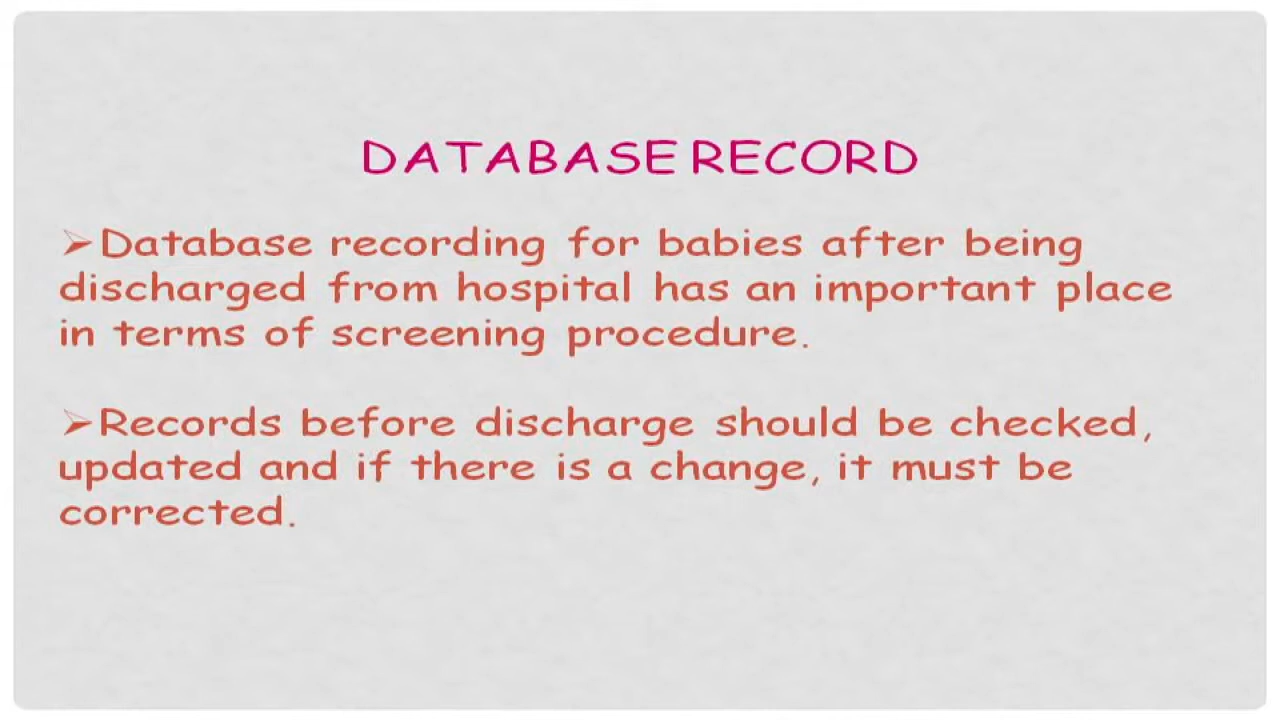 DATABASE RECORD
➢Database recording for babies after being
discharged from hospital has an important place
in terms of screening procedure.
➢Records before discharge should be checked,
updated and if there is a change, it must be
corrected.